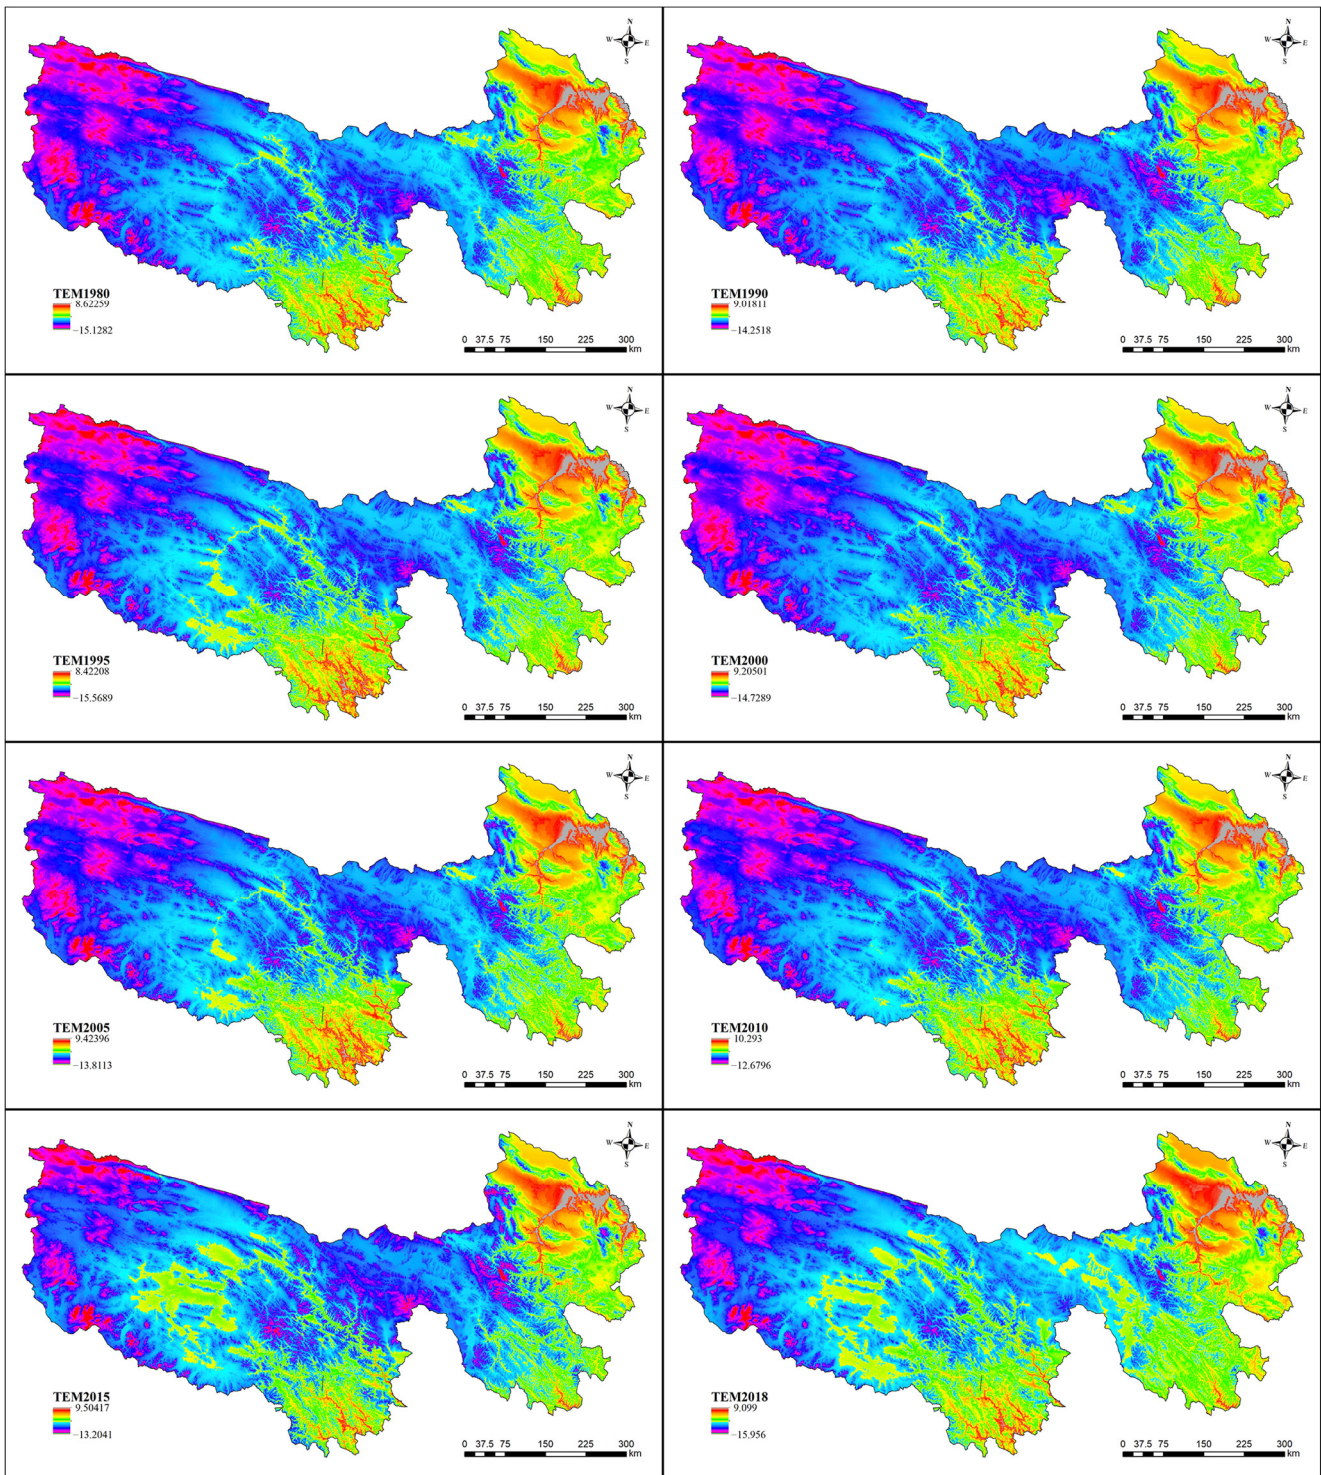 N
W E
S
TEM1980
8.62259
−15.1282
0 37.5 75 150 225 300
km
N
W E
S
TEM1990
9.01811
−14.2518
0 37.5 75 150 225 300
km
N
W E
S
TEM1995
8.42208
−15.5689
0 37.5 75 150 225 300
km
N
W E
S
TEM2000
9.20501
−14.7289
0 37.5 75 150 225 300
km
N
W E
S
TEM2005
9.42396
−13.8113
0 37.5 75 150 225 300
km
N
W E
S
TEM2010
10.293
−12.6796
0 37.5 75 150 225 300
km
N
W E
S
TEM2015
9.50417
−13.2041
0 37.5 75 150 225 300
km
N
W E
S
TEM2018
9.099
−15.956
0 37.5 75 150 225 300
km